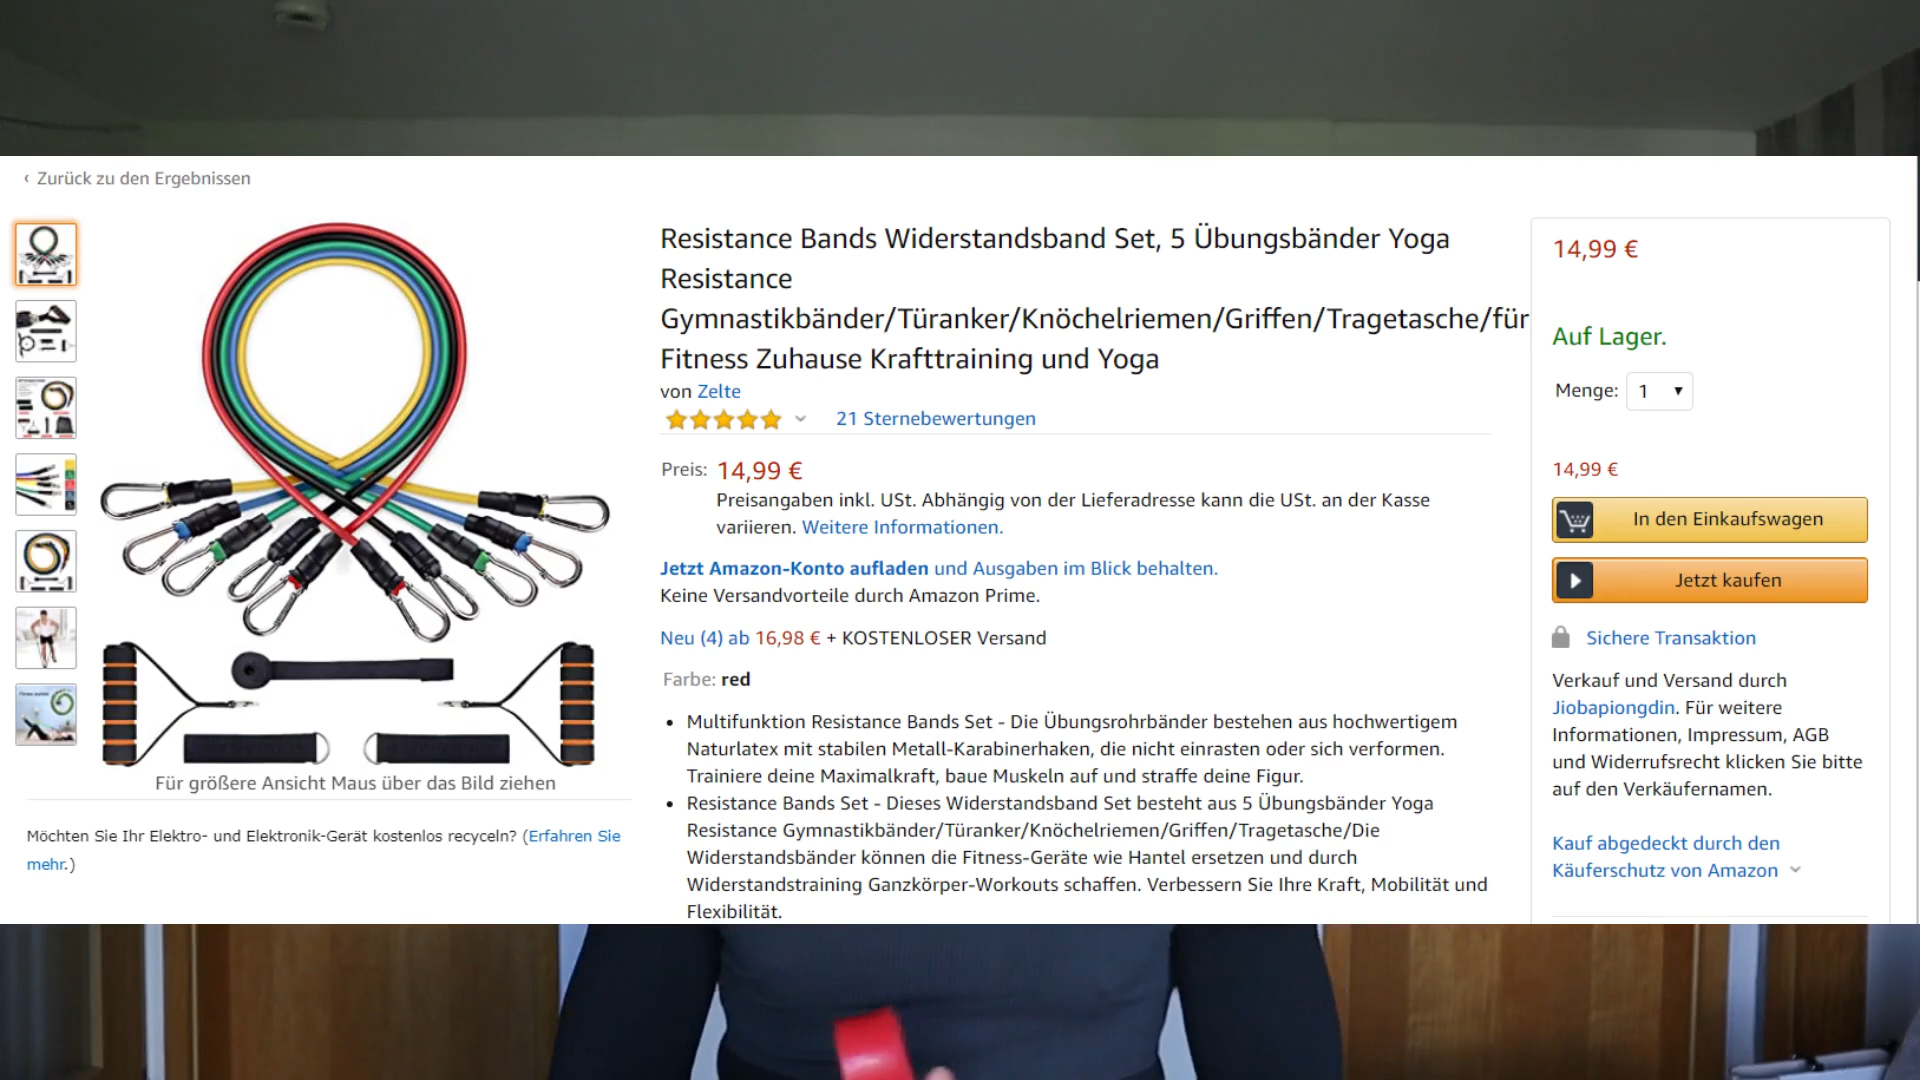 ‹ Zurück zu den Ergebnissen
Resistance Bands Widerstandsband Set, 5 Übungsbänder Yoga
Resistance
Gymnastikbänder/Türanker/Knöchelriemen/Griffen/Tragetasche/für
Fitness Zuhause Krafttraining und Yoga
von Zelte
21 Sternebewertungen
Preis: 14,99 €
Preisangaben inkl. USt. Abhängig von der Lieferadresse kann die USt. an der Kasse
variieren. Weitere Informationen.
Jetzt Amazon-Konto aufladen und Ausgaben im Blick behalten.
Keine Versandvorteile durch Amazon Prime.
Neu (4) ab 16,98 € + KOSTENLOSER Versand
Farbe: red
• Multifunktion Resistance Bands Set - Die Übungsrohrbänder bestehen aus hochwertigem
Naturlatex mit stabilen Metall-Karabinerhaken, die nicht einrasten oder sich verformen.
Trainiere deine Maximalkraft, baue Muskeln auf und straffe deine Figur.
• Resistance Bands Set - Dieses Widerstandsband Set besteht aus 5 Übungsbänder Yoga
Resistance Gymnastikbänder/Türanker/Knöchelriemen/Griffen/Tragetasche/Die
Widerstandsbänder können die Fitness-Geräte wie Hantel ersetzen und durch
Widerstandstraining Ganzkörper-Workouts schaffen. Verbessern Sie Ihre Kraft, Mobilität und
Flexibilität.
Für größere Ansicht Maus über das Bild ziehen
Möchten Sie Ihr Elektro- und Elektronik-Gerät kostenlos recyceln? (Erfahren Sie
mehr.)
14,99 €
Auf Lager.
Menge: 1
14,99 €
In den Einkaufswagen
Jetzt kaufen
Sichere Transaktion
Verkauf und Versand durch
Jiobapiongdin. Für weitere
Informationen, Impressum, AGB
und Widerrufsrecht klicken Sie bitte
auf den Verkäufernamen.
Kauf abgedeckt durch den
Käuferschutz von Amazon